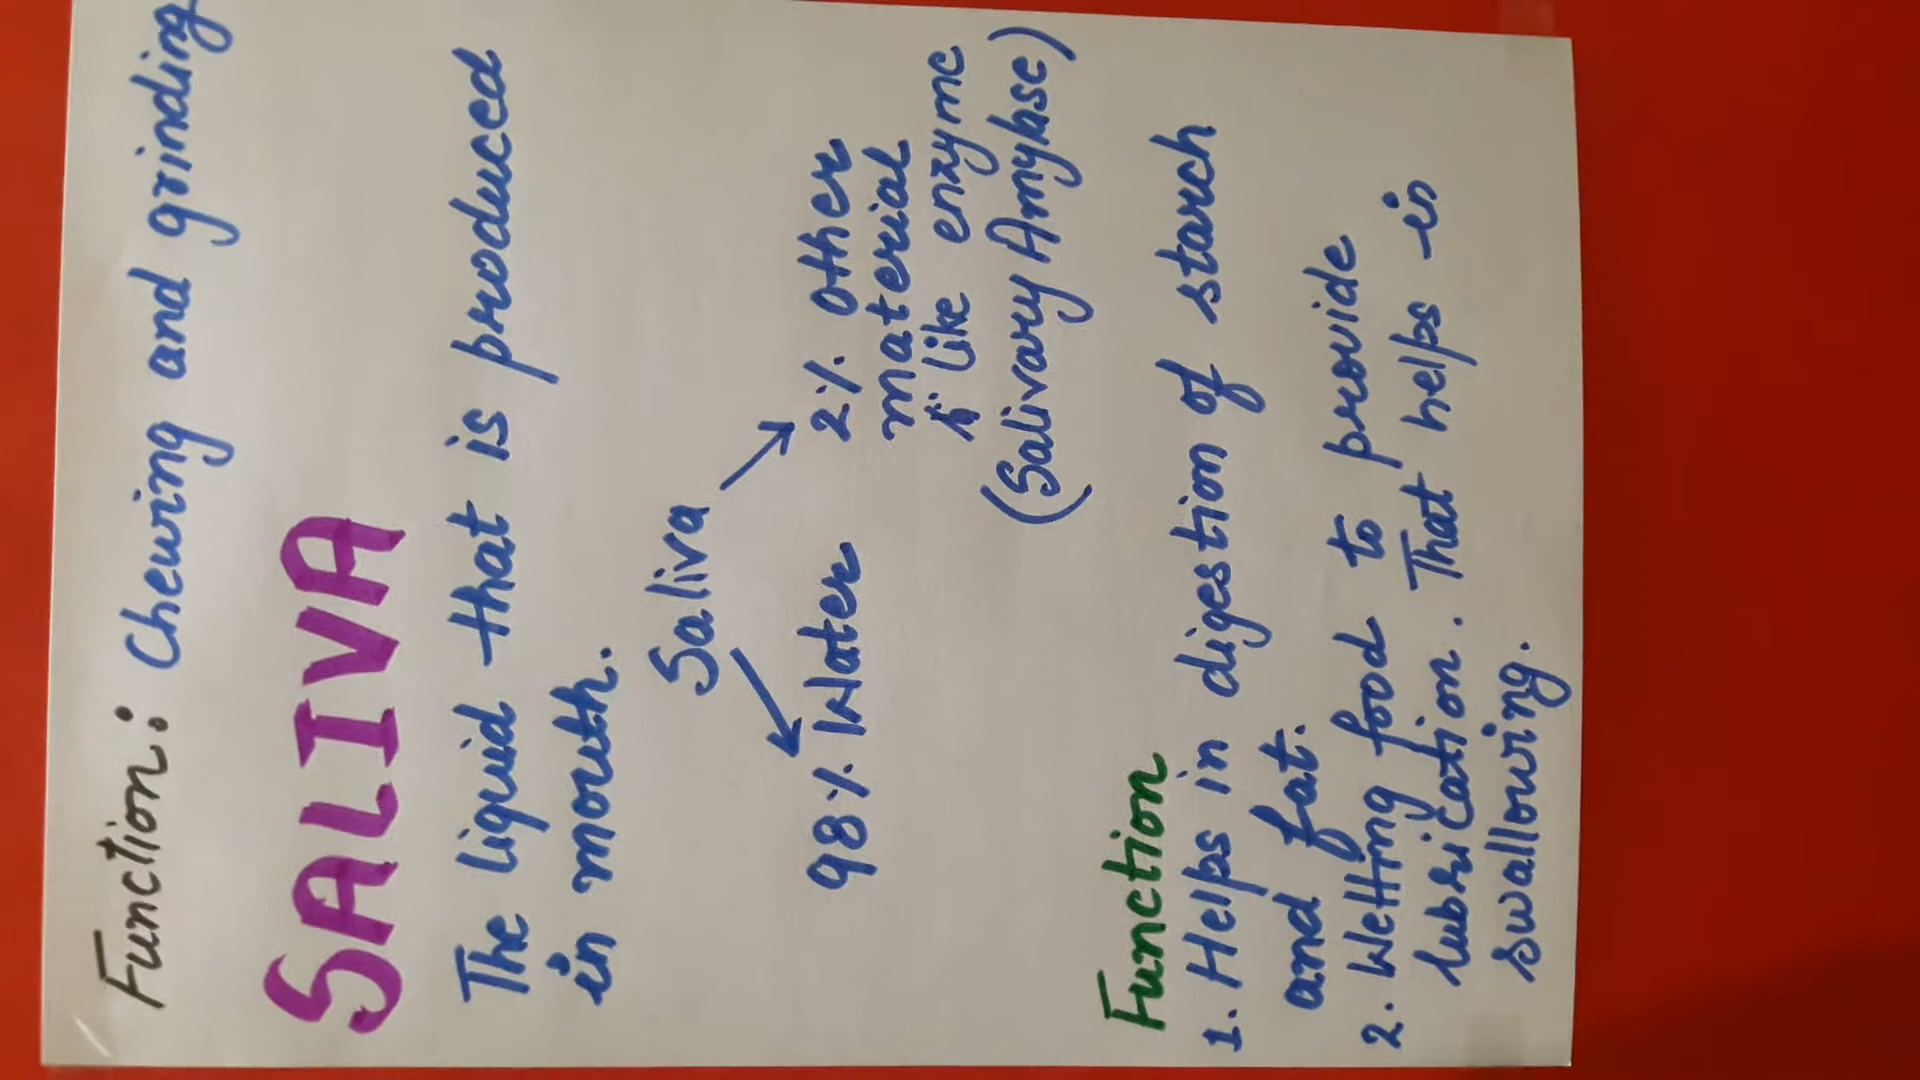 Function: Chewing and grinding
SALIVA
The liquid that is produced
in mouth.
Saliva
98% Water
2% other
material
like enzyme
(Salivary Amylase)
Function
1. Helps in digestion of starch
and fat.
2. Wetting food to provide
lubrication. That helps in
swallowing.